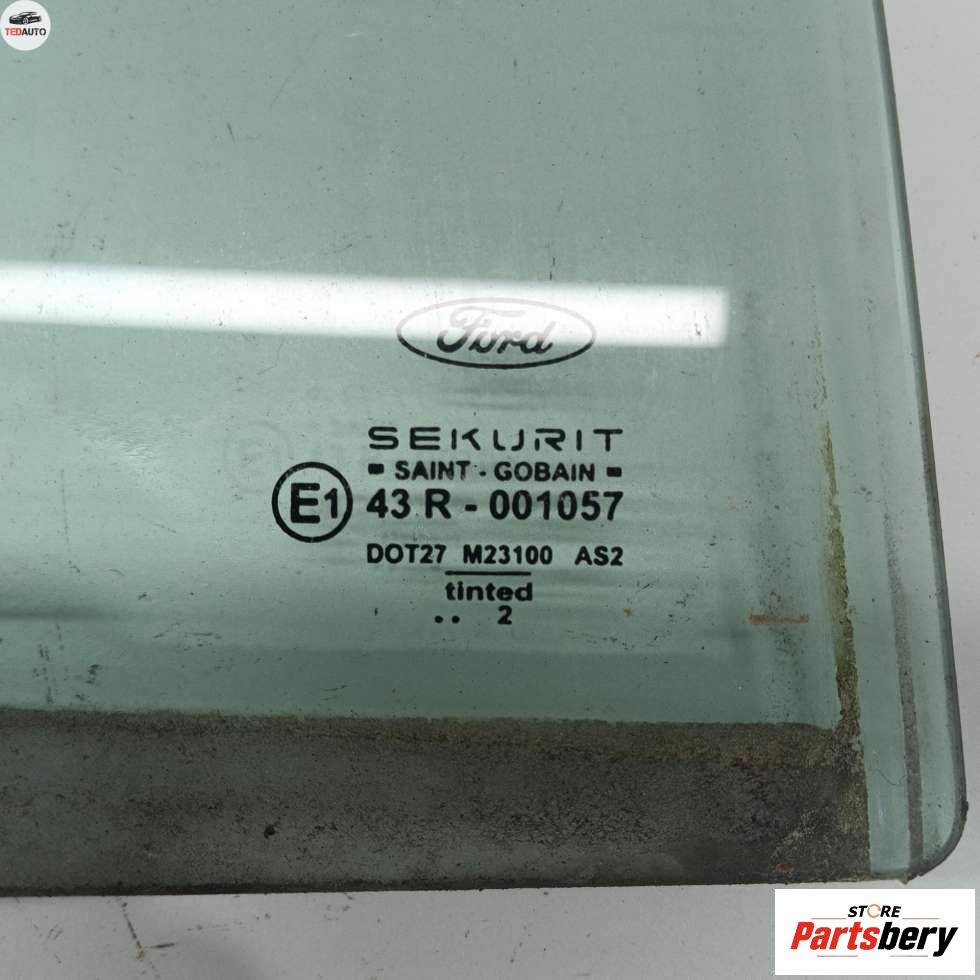 TEDAUTO
Ford
SEKURIT
SAINT - GOBAIN
E1 43 R - 001057
DOT27 M23100 AS2
tinted
.. 2
STORE
Partsbery